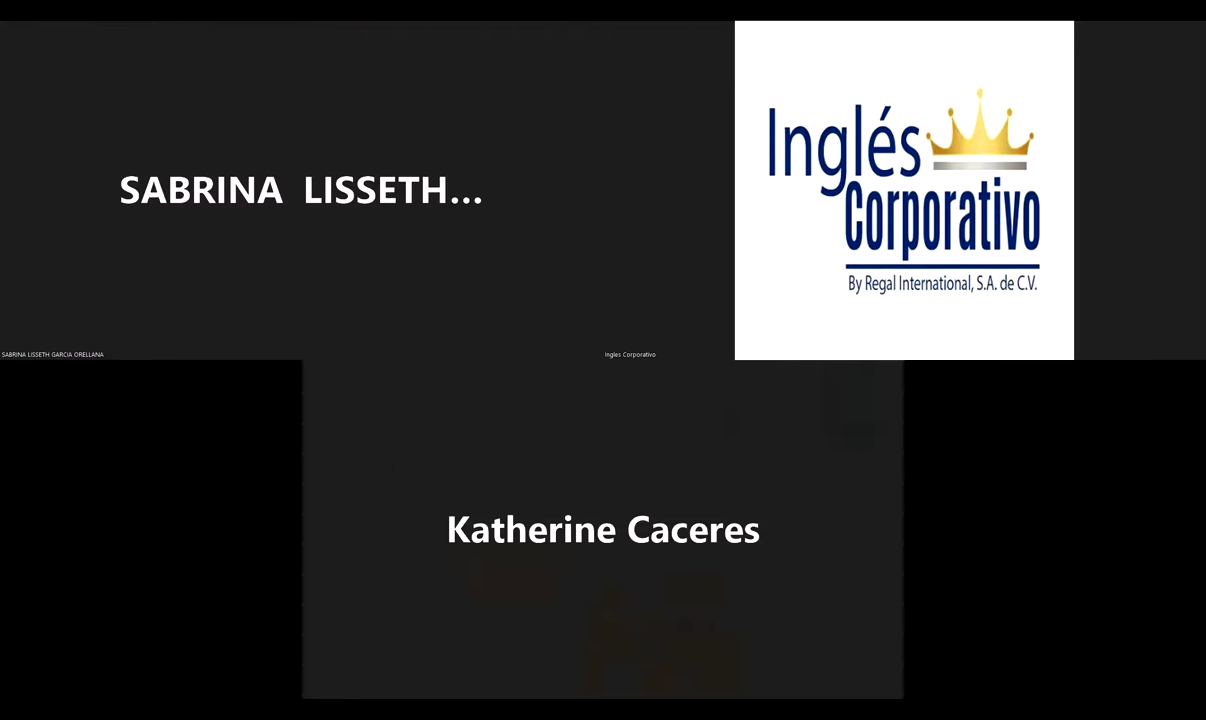 SABRINA  LISSETH...
Inglés
Corporativo
By Regal International, S.A. de C.V.
SABRINA LISSETH GARCIA ORELLANA
Ingles Corporativo
Katherine Caceres